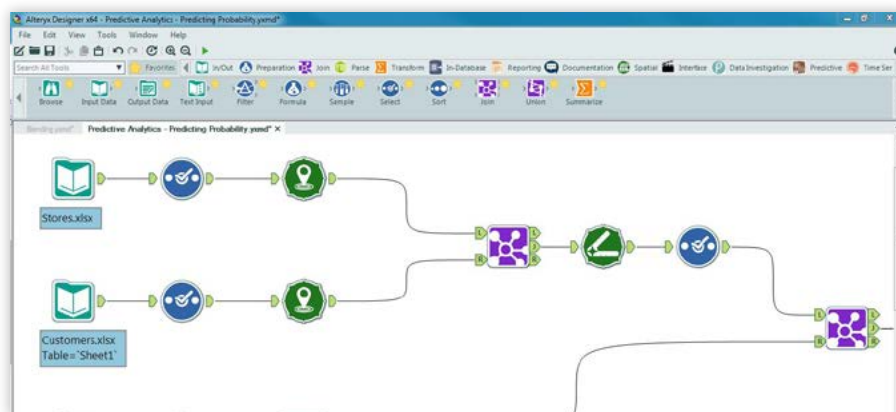 Alteryx Designer x64 - Predictive Analytics - Predicting Probability.yxmd*
File Edit View Tools Window Help
Search All Tools Favorites In/Out Preparation Join Parse Transform In-Database Reporting Documentation Spatial Interface Data Investigation Predictive Time Ser
Browse Input Data Output Data Text Input Filter Formula Sample Select Sort Join Union Summarize
Blending.yxmd* Predictive Analytics - Predicting Probability.yxmd* X
Stores.xlsx
L L
J
R R
Customers.xlsx
Table=`Sheet1`
L L
J
R R